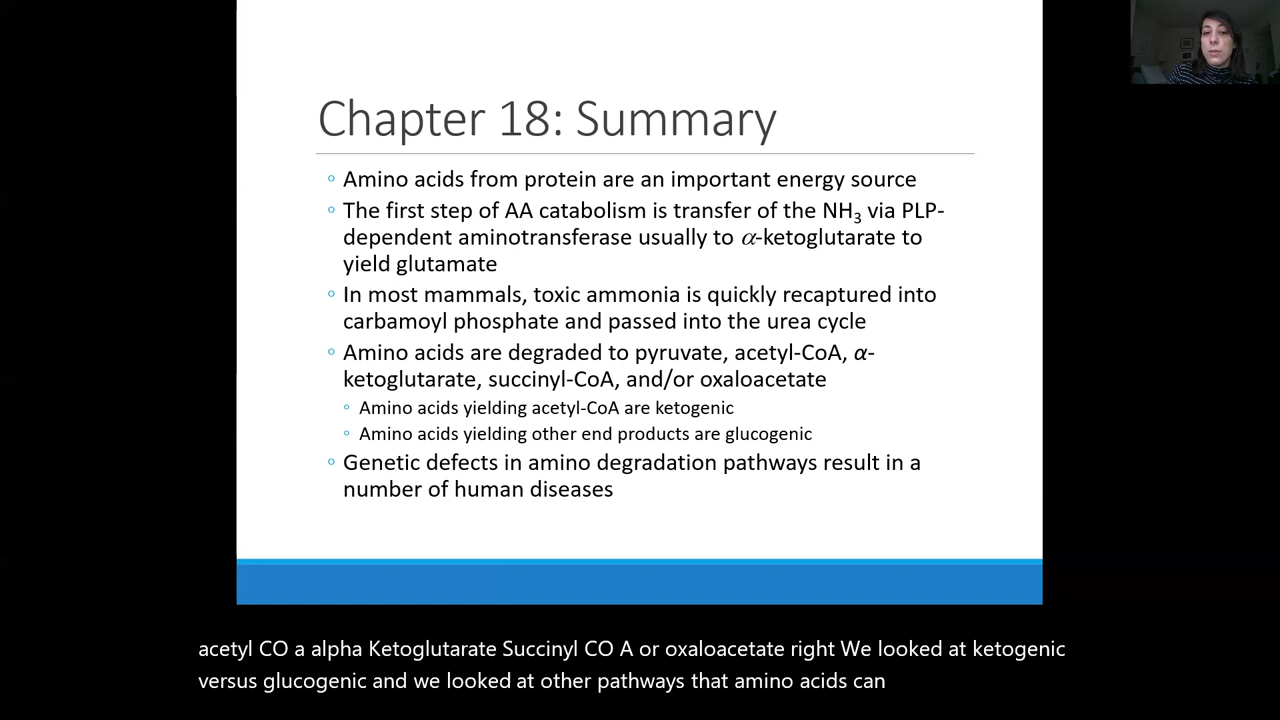 Chapter 18: Summary
◦ Amino acids from protein are an important energy source
◦ The first step of AA catabolism is transfer of the NH₃ via PLP-
dependent aminotransferase usually to α-ketoglutarate to
yield glutamate
◦ In most mammals, toxic ammonia is quickly recaptured into
carbamoyl phosphate and passed into the urea cycle
◦ Amino acids are degraded to pyruvate, acetyl-CoA, α-
ketoglutarate, succinyl-CoA, and/or oxaloacetate
◦ Amino acids yielding acetyl-CoA are ketogenic
◦ Amino acids yielding other end products are glucogenic
◦ Genetic defects in amino degradation pathways result in a
number of human diseases
acetyl CO a alpha Ketoglutarate Succinyl CO A or oxaloacetate right We looked at ketogenic
versus glucogenic and we looked at other pathways that amino acids can